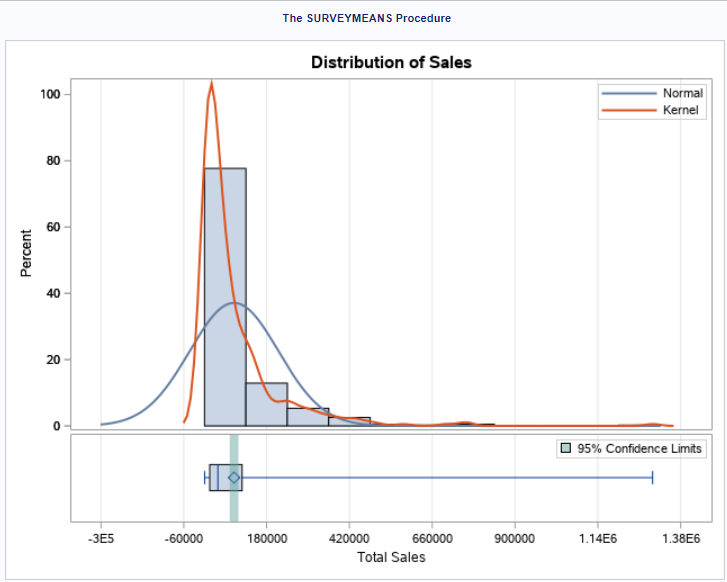 The SURVEYMEANS Procedure
Distribution of Sales
Normal
Kernel
Percent
100
80
60
40
20
0
95% Confidence Limits
-3E5 -60000 180000 420000 660000 900000 1.14E6 1.38E6
Total Sales